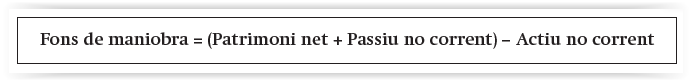 Fons de maniobra = (Patrimoni net + Passiu no corrent) – Actiu no corrent